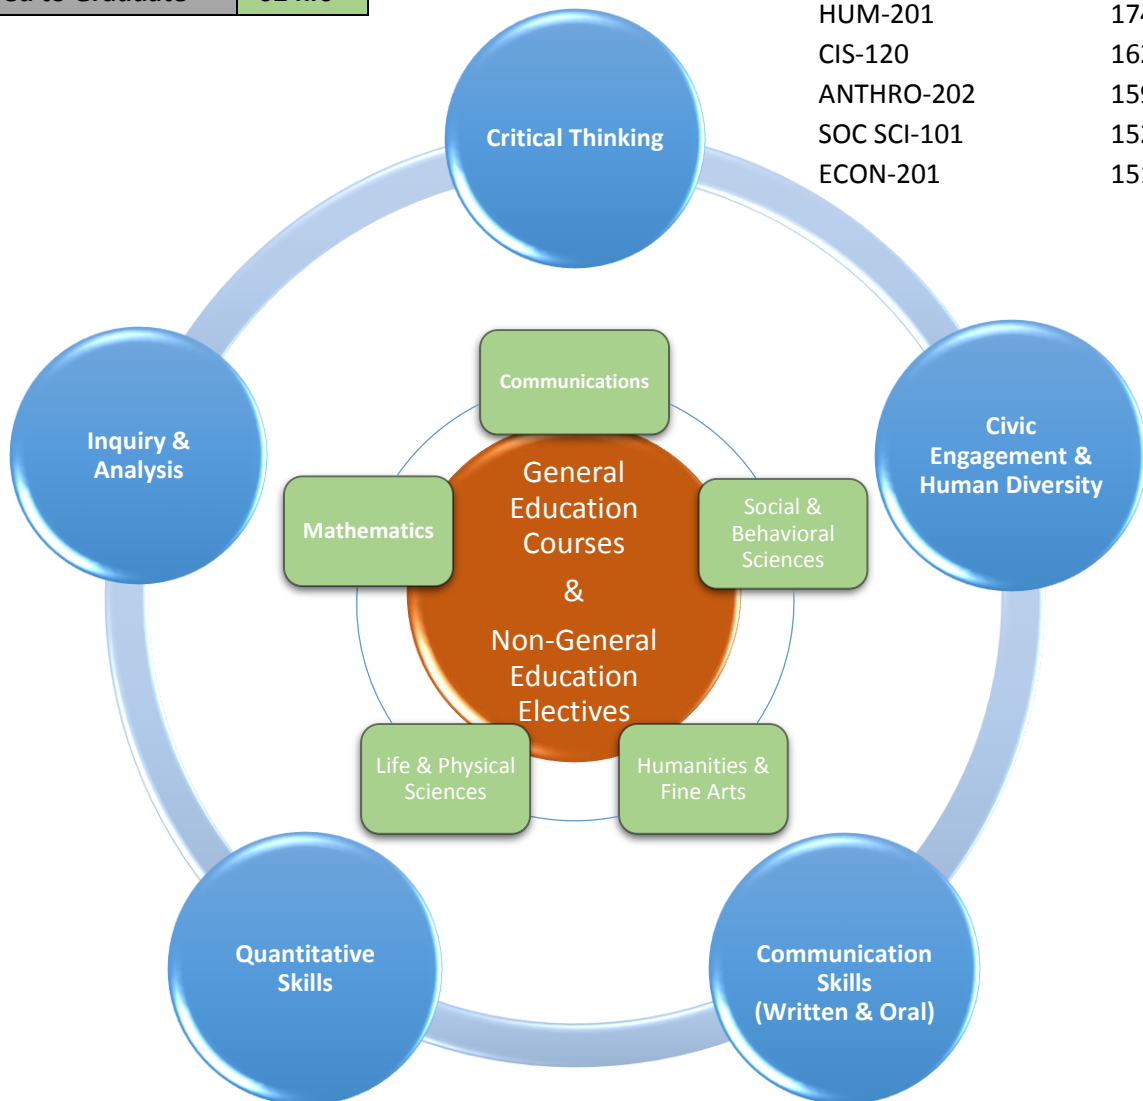 HUM-201 174
CIS-120
ANTHRO-202
SOC SCI-101
ECON-201
Critical Thinking
Inquiry &
Analysis
Civic
Engagement &
Human Diversity
Communications
Mathematics
Social &
Behavioral
Sciences
General
Education
Courses
&
Non-General
Education
Electives
Life & Physical
Sciences
Humanities &
Fine Arts
Quantitative
Skills
Communication
Skills
(Written & Oral)